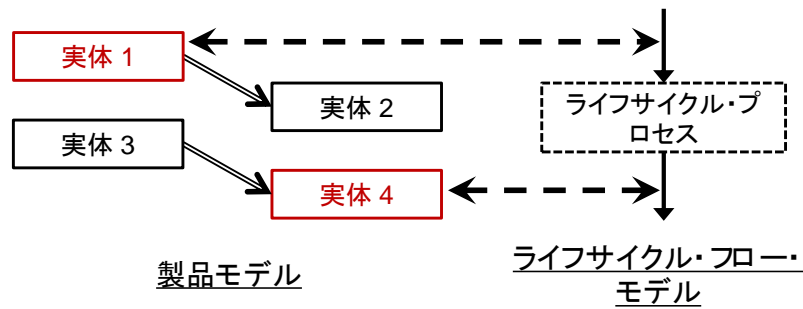 実体 1
実体 2
実体 3
実体 4
ライフサイクル・プ
ロセス
製品モデル
ライフサイクル・フロー・
モデル